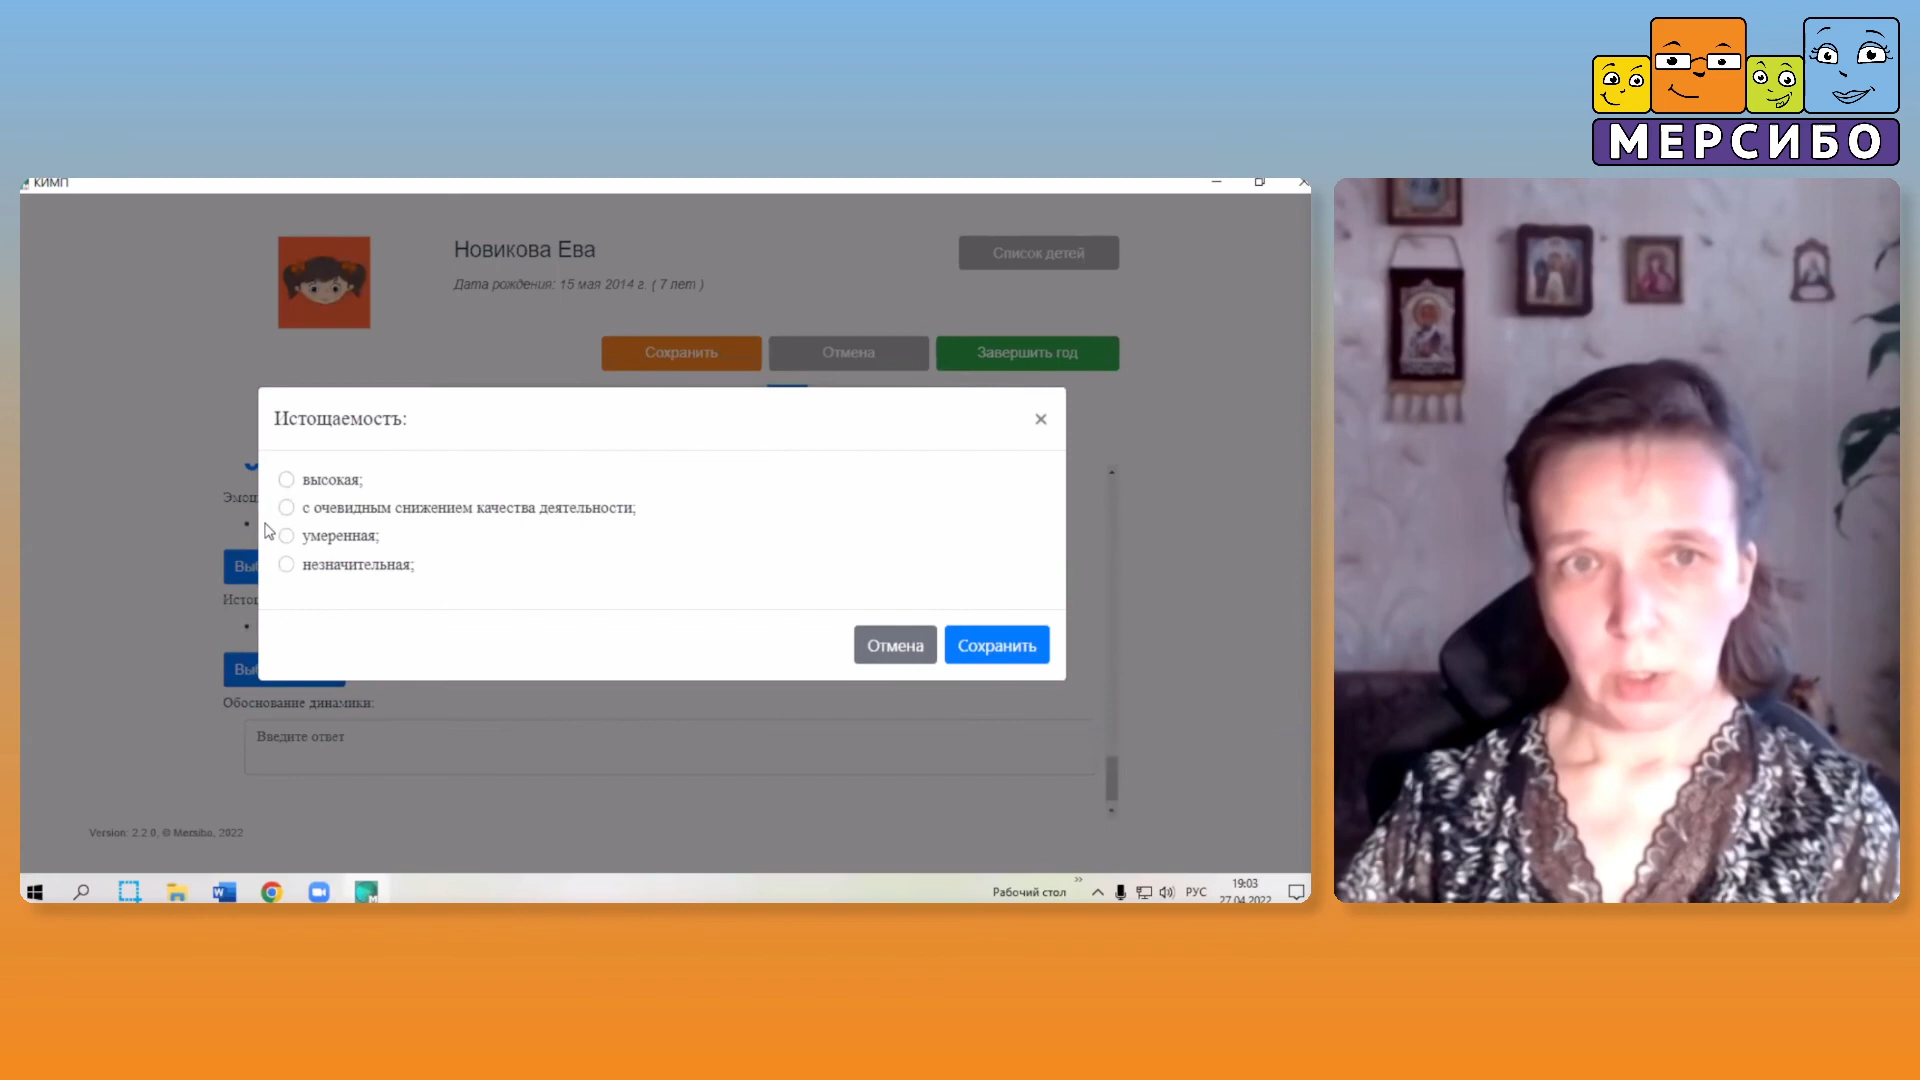 МЕРСИБО
КИМП
Новикова Ева
Список детей
Дата рождения: 15 мая 2014 г. ( 7 лет )
Сохранить
Отмена
Завершить год
Истощаемость:
×
высокая;
с очевидным снижением качества деятельности;
умеренная;
незначительная;
Отмена
Сохранить
Обоснование динамики:
Введите ответ
Version: 2.2.0, © Mersibo, 2022
Рабочий стол
РУС
19:03
27.04.2022